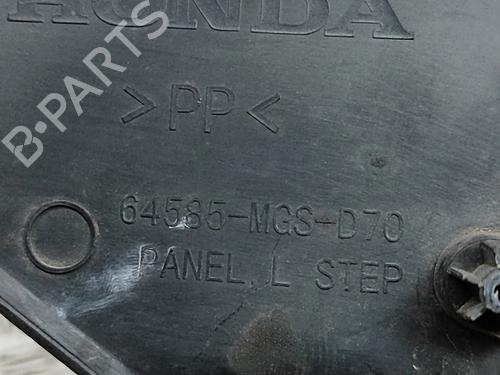 HONDA
>PP<
64585-MGS-D70
PANEL, L STEP
B-PARTS